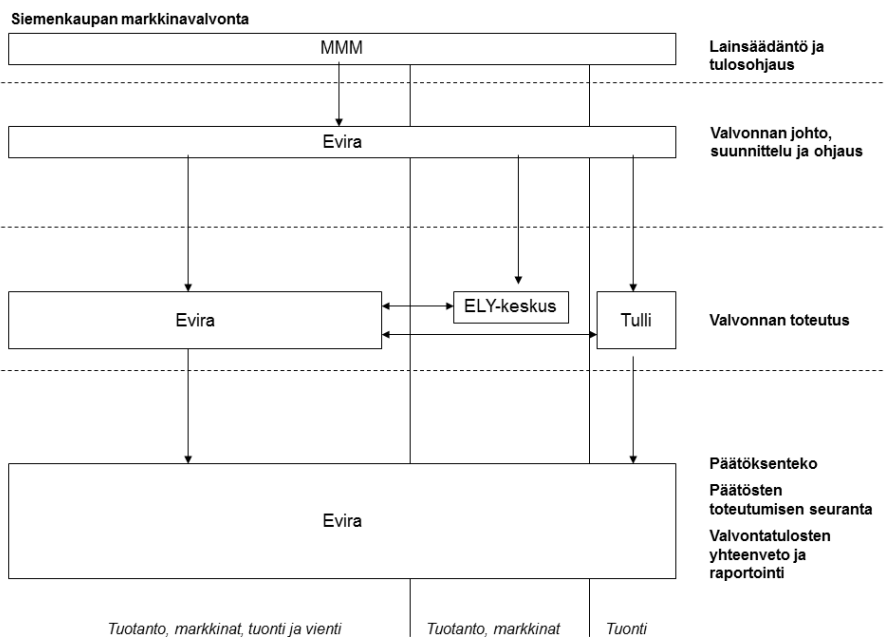 Siemenkaupan markkinavalvonta
MMM
Lainsäädäntö ja
tulosohjaus
Evira
Valvonnan johto,
suunnittelu ja ohjaus
Evira
ELY-keskus
Tulli
Valvonnan toteutus
Evira
Päätöksenteko
Päätösten
toteutumisen seuranta
Valvontatulosten
yhteenveto ja
raportointi
Tuotanto, markkinat, tuonti ja vienti
Tuotanto, markkinat
Tuonti